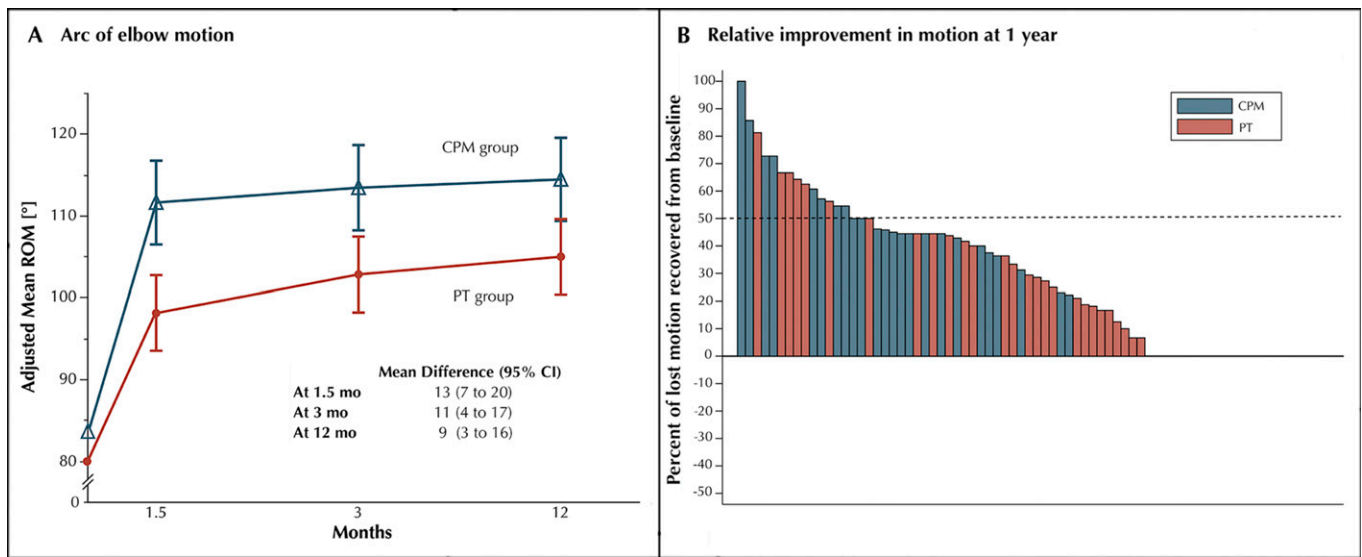 A Arc of elbow motion
Adjusted Mean ROM [°]
120
110
100
90
80
0
CPM group
PT group
Mean Difference (95% CI)
At 1.5 mo 13 (7 to 20)
At 3 mo 11 (4 to 17)
At 12 mo 9 (3 to 16)
1.5 3 12
Months
B Relative improvement in motion at 1 year
Percent of lost motion recovered from baseline
100
90
80
70
60
50
40
30
20
10
0
-10
-20
-30
-40
-50
CPM
PT